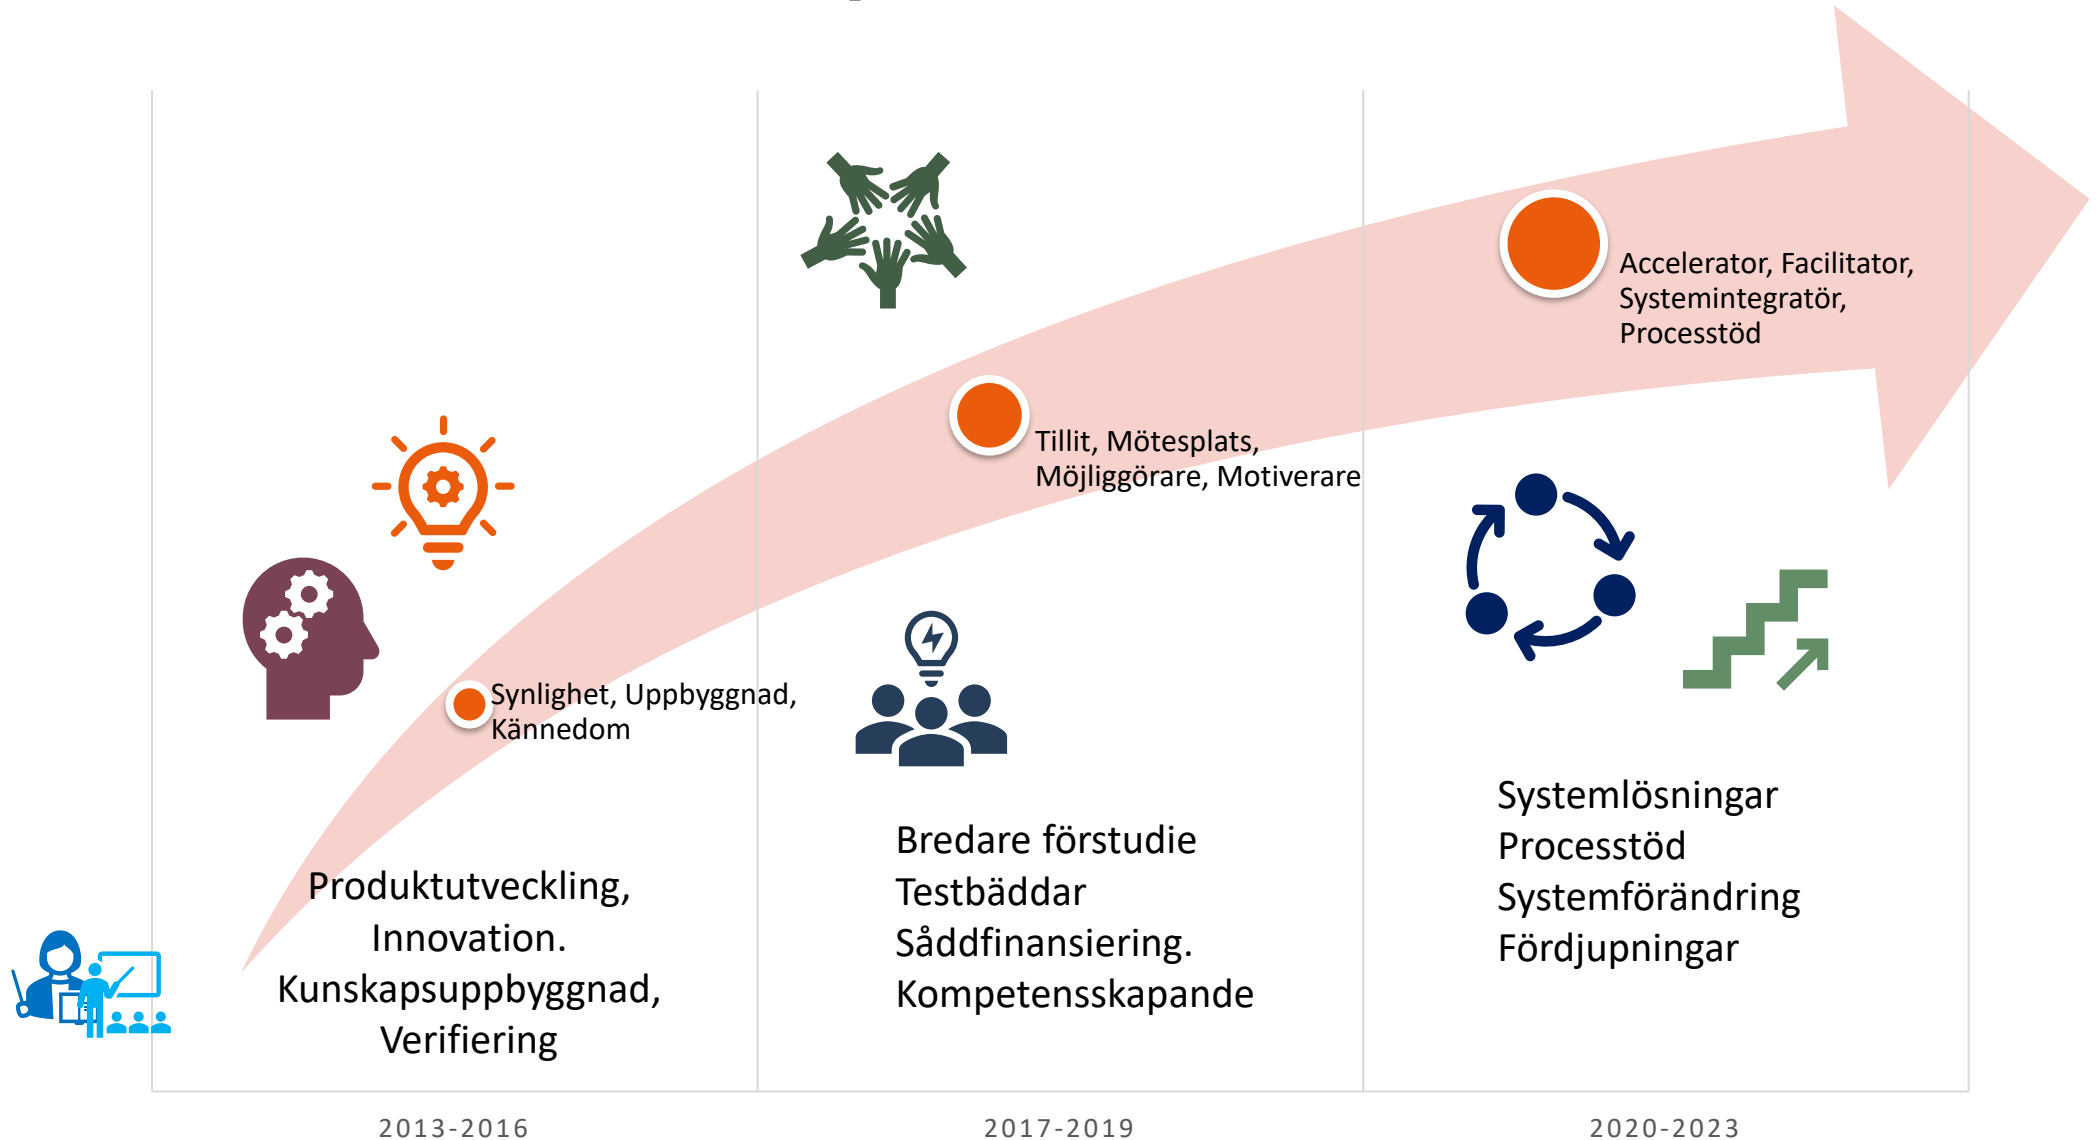 Accelerator, Facilitator,
Systemintegratör,
Processtöd
Tillit, Mötesplats,
Möjliggörare, Motiverare
Synlighet, Uppbyggnad,
Kännedom
Produktutveckling,
Innovation.
Kunskapsuppbyggnad,
Verifiering
Bredare förstudie
Testbäddar
Såddfinansiering.
Kompetensskapande
Systemlösningar
Processtöd
Systemförändring
Fördjupningar
2013-2016
2017-2019
2020-2023